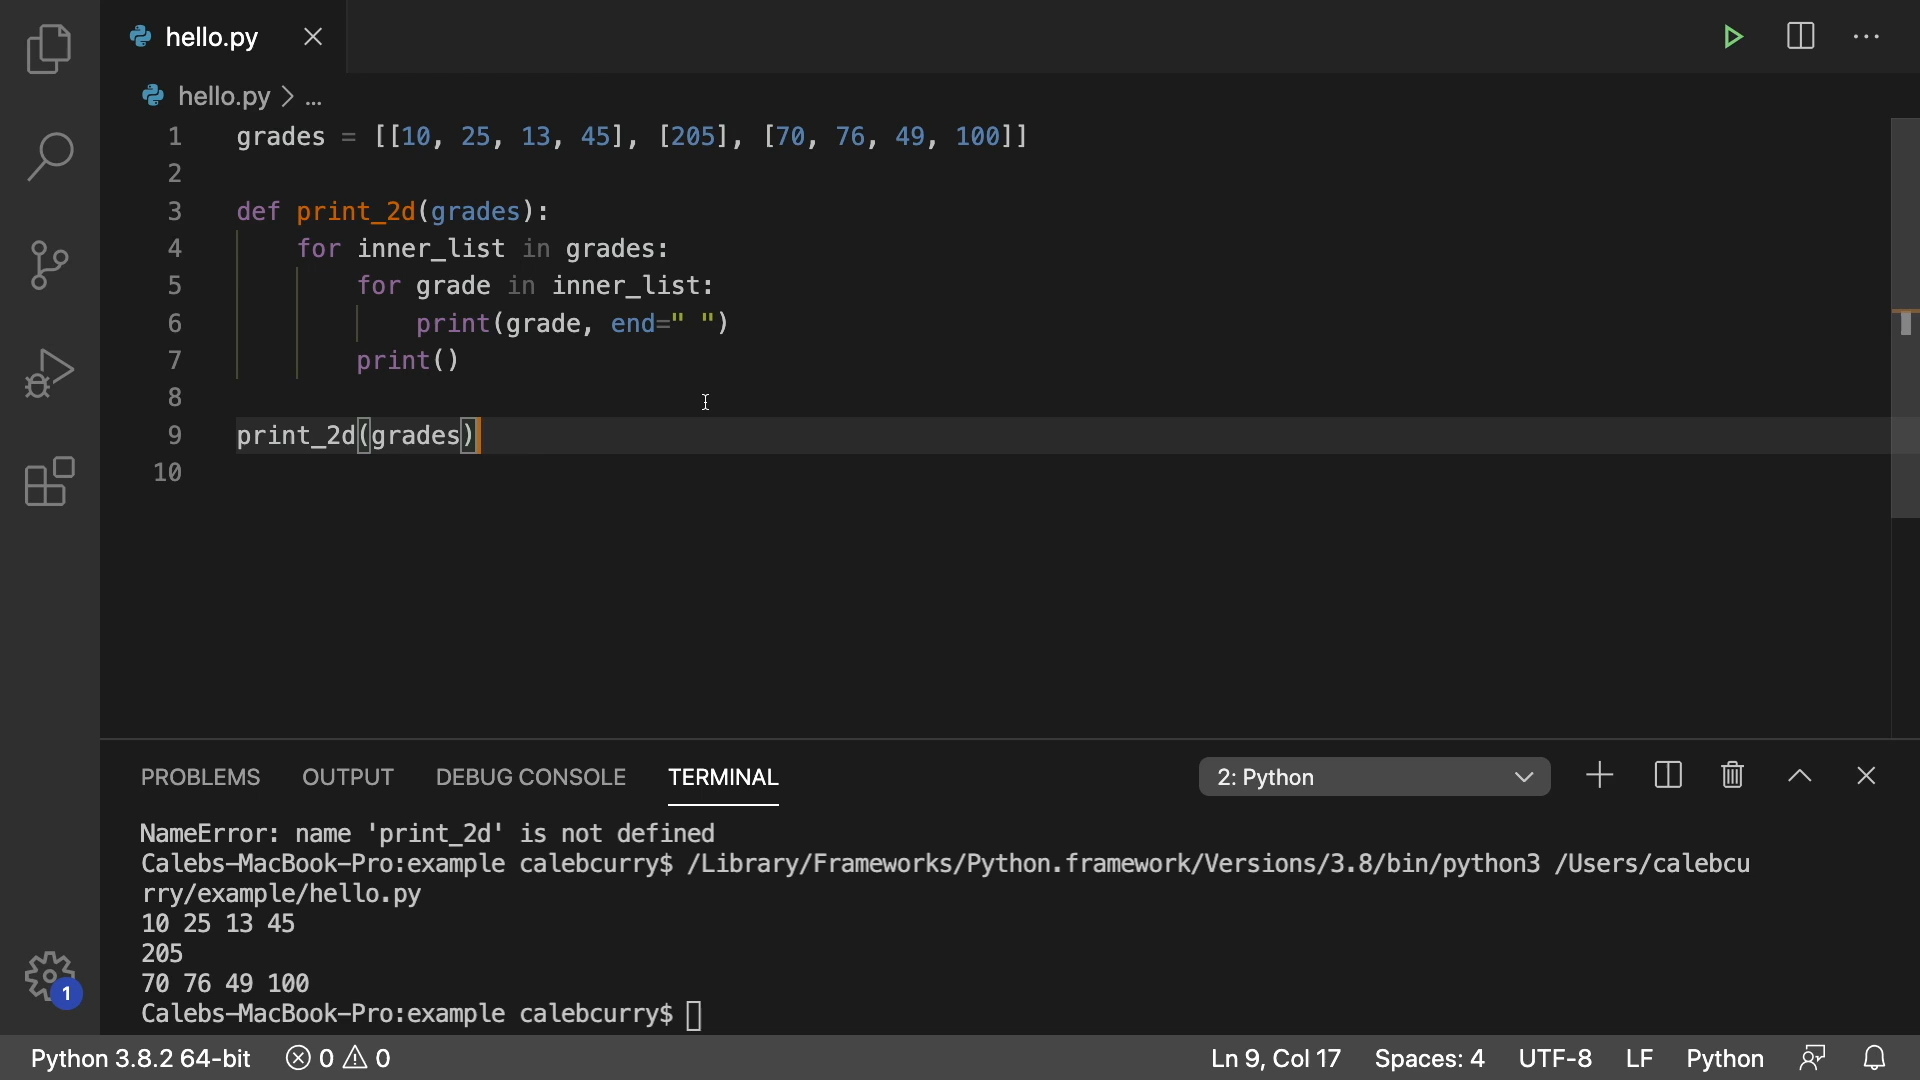 hello.py
hello.py > ...
1 grades = [[10, 25, 13, 45], [205], [70, 76, 49, 100]]
2
3 def print_2d(grades):
4     for inner_list in grades:
5         for grade in inner_list:
6             print(grade, end=" ")
7         print()
8
9 print_2d(grades)
10
PROBLEMS OUTPUT DEBUG CONSOLE TERMINAL 2: Python
NameError: name 'print_2d' is not defined
Calebs-MacBook-Pro:example calebcurry$ /Library/Frameworks/Python.framework/Versions/3.8/bin/python3 /Users/calebcu
rry/example/hello.py
10 25 13 45
205
70 76 49 100
Calebs-MacBook-Pro:example calebcurry$
1
Python 3.8.2 64-bit 0 0 Ln 9, Col 17 Spaces: 4 UTF-8 LF Python